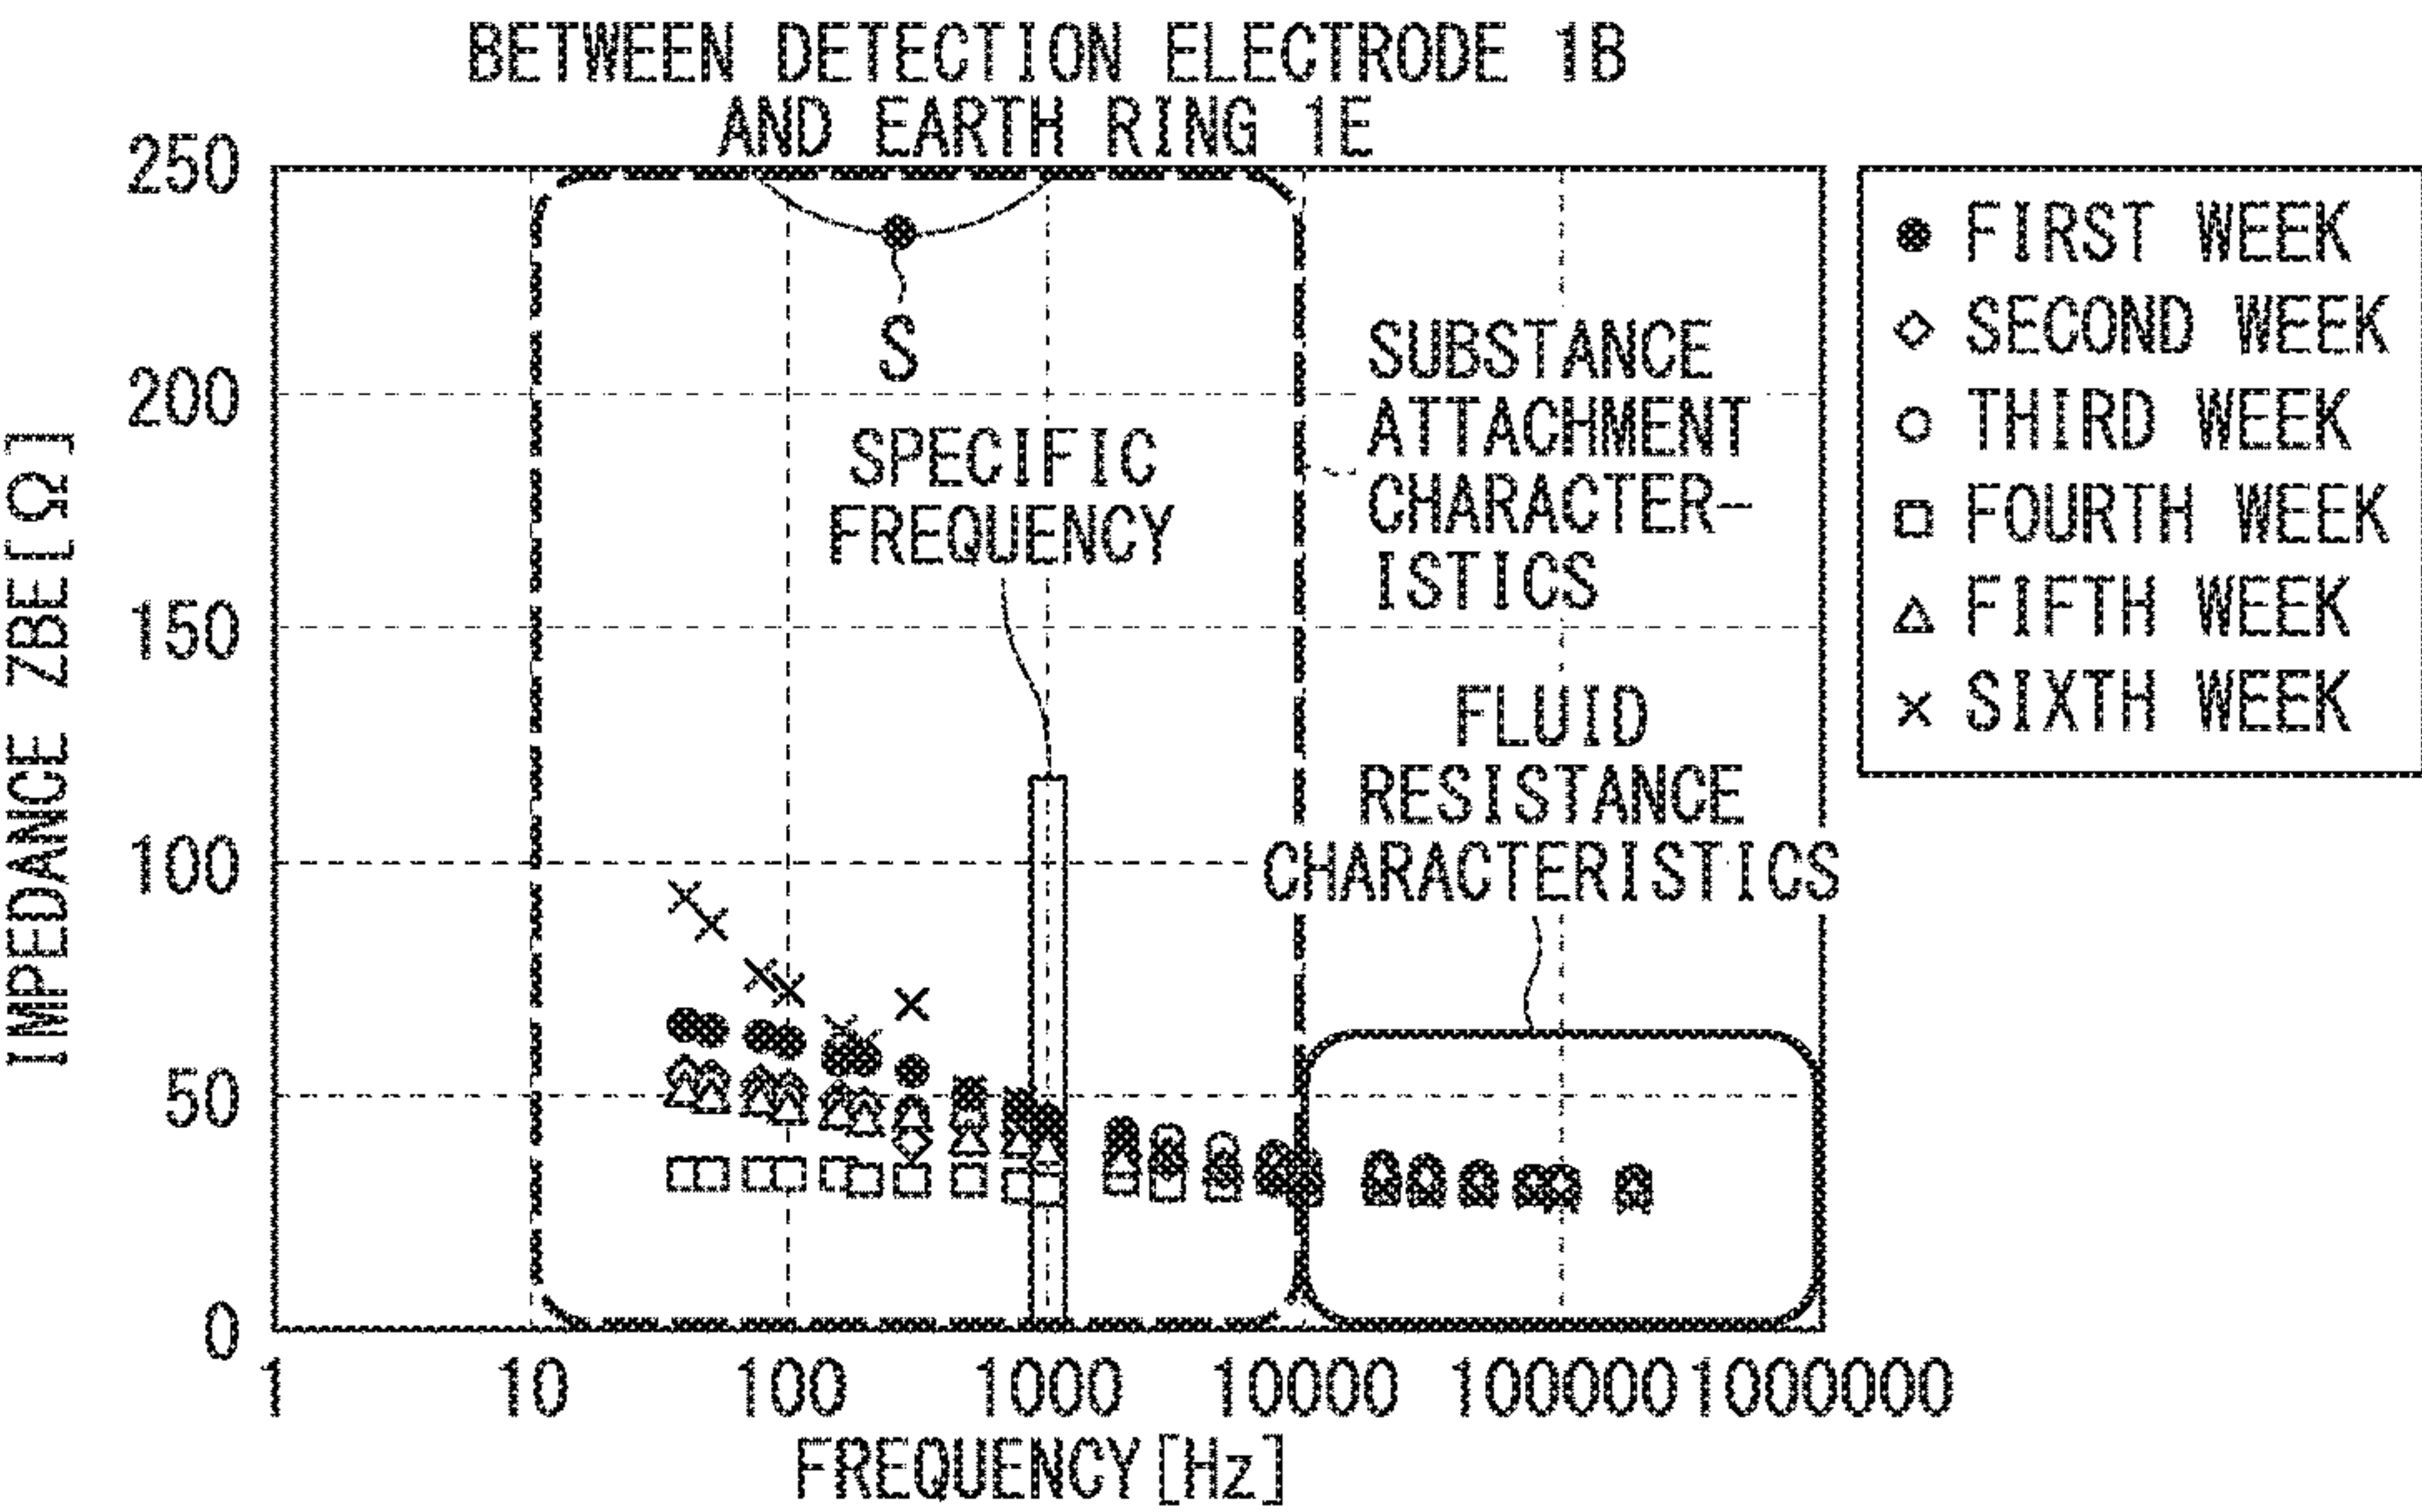 BETWEEN DETECTION ELECTRODE 1B
AND EARTH RING 1E
IMPEDANCE ZBE[Ω]
250
200
150
100
50
0
S
SPECIFIC
FREQUENCY
SUBSTANCE
ATTACHMENT
CHARACTER-
ISTICS
FLUID
RESISTANCE
CHARACTERISTICS
1 10 100 1000 10000 100000 1000000
FREQUENCY[Hz]
FIRST WEEK
SECOND WEEK
THIRD WEEK
FOURTH WEEK
FIFTH WEEK
SIXTH WEEK